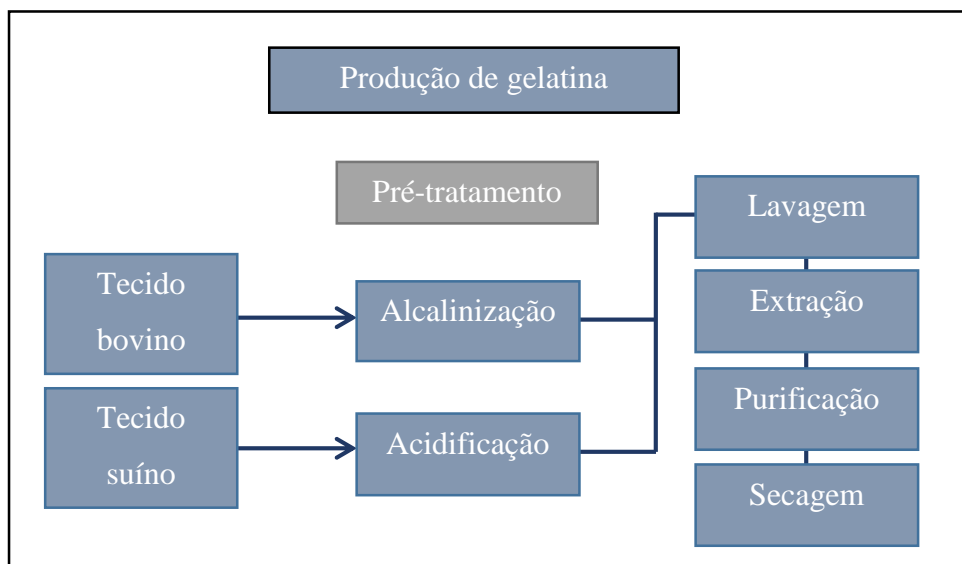 Produção de gelatina
Pré-tratamento
Tecido
bovino
Alcalinização
Tecido
suíno
Acidificação
Lavagem
Extração
Purificação
Secagem